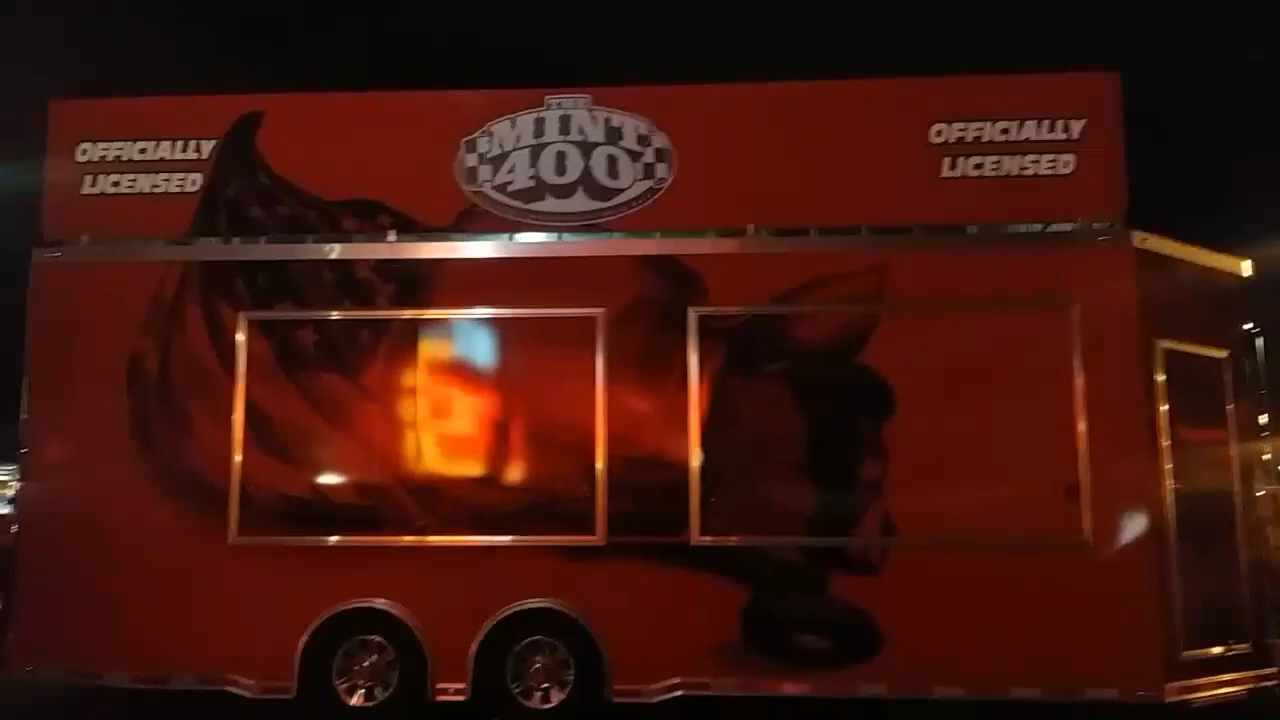 OFFICIALLY
LICENSED
THE
MINT
400
OFFICIALLY
LICENSED